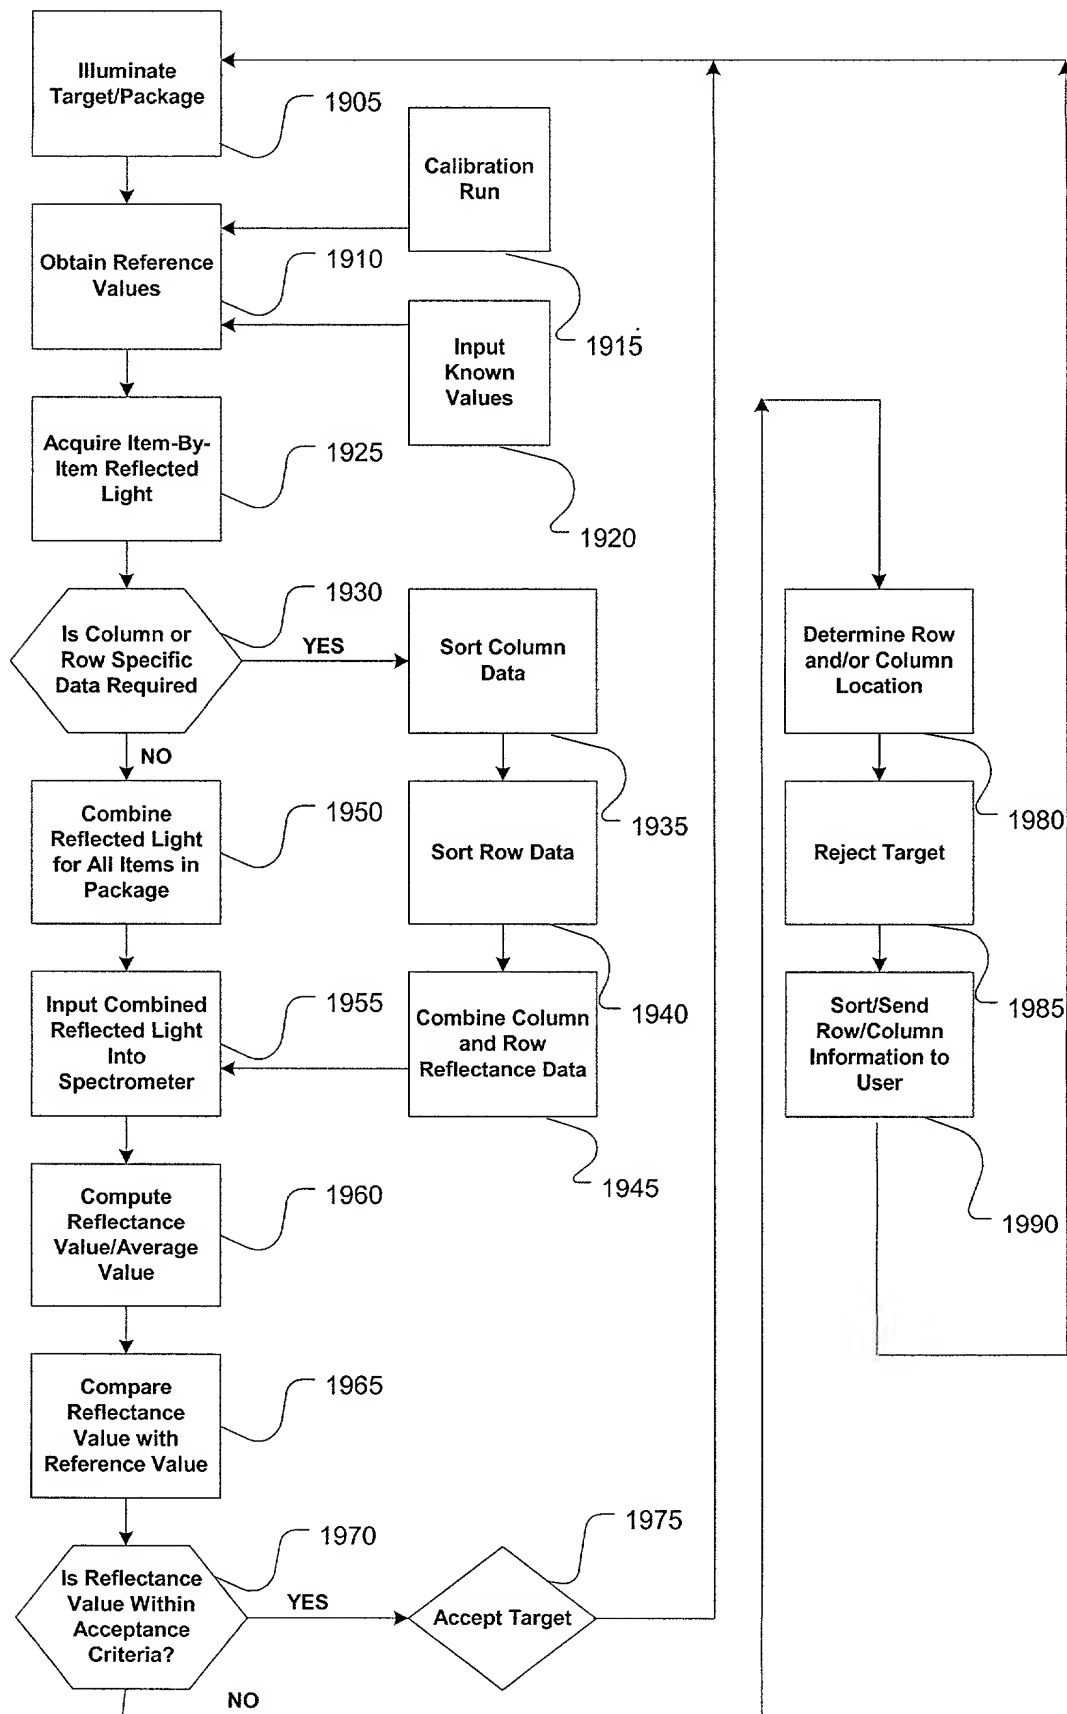 Illuminate
Target/Package
1905
Calibration
Run
1915
Obtain Reference
Values
1910
Input
Known
Values
1920
Acquire Item-By-
Item Reflected
Light
1925
Is Column or
Row Specific
Data Required
1930
YES
NO
Sort Column
Data
1935
Sort Row Data
1940
Combine Column
and Row
Reflectance Data
1945
Combine
Reflected Light
for All Items in
Package
1950
Input Combined
Reflected Light
Into
Spectrometer
1955
Compute
Reflectance
Value/Average
Value
1960
Compare
Reflectance
Value with
Reference Value
1965
Is Reflectance
Value Within
Acceptance
Criteria?
1970
YES
NO
Accept Target
1975
Determine Row
and/or Column
Location
1980
Reject Target
1985
Sort/Send
Row/Column
Information to
User
1990